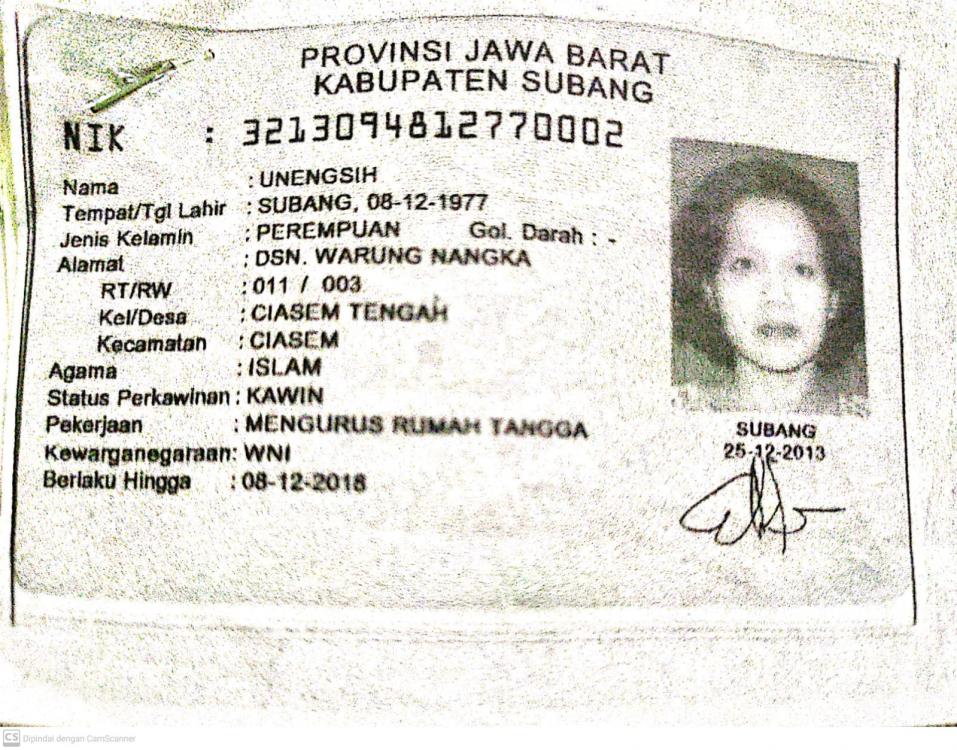 PROVINSI JAWA BARAT
KABUPATEN SUBANG
NIK : 3213094812770002
Nama : UNENGSIH
Tempat/Tgl Lahir : SUBANG, 08-12-1977
Jenis Kelamin : PEREMPUAN Gol. Darah : -
Alamat : DSN. WARUNG NANGKA
RT/RW : 011 / 003
Kel/Desa : CIASEM TENGAH
Kecamatan : CIASEM
Agama : ISLAM
Status Perkawinan : KAWIN
Pekerjaan : MENGURUS RUMAH TANGGA
Kewarganegaraan: WNI
Berlaku Hingga : 08-12-2018
SUBANG
25-12-2013
CS Dipindai dengan CamScanner